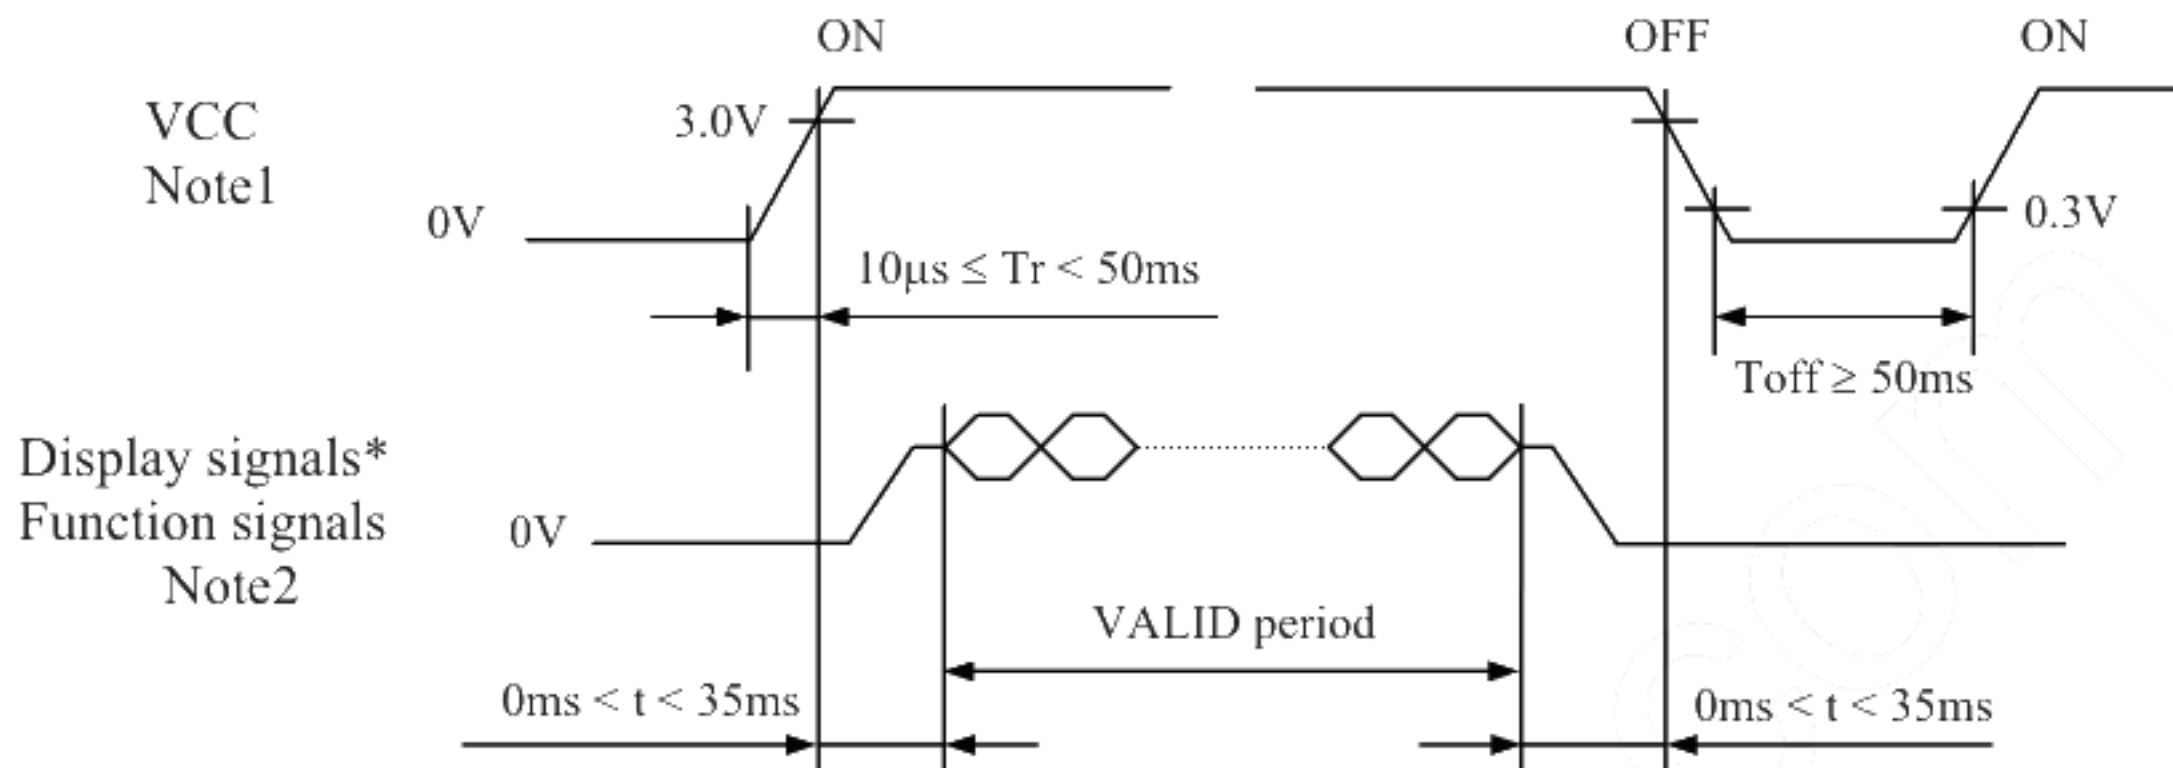 ON
OFF
ON
VCC
Note1
3.0V
0V
0.3V
10μs ≤ Tr < 50ms
Toff ≥ 50ms
Display signals*
Function signals
Note2
0V
VALID period
0ms < t < 35ms
0ms < t < 35ms